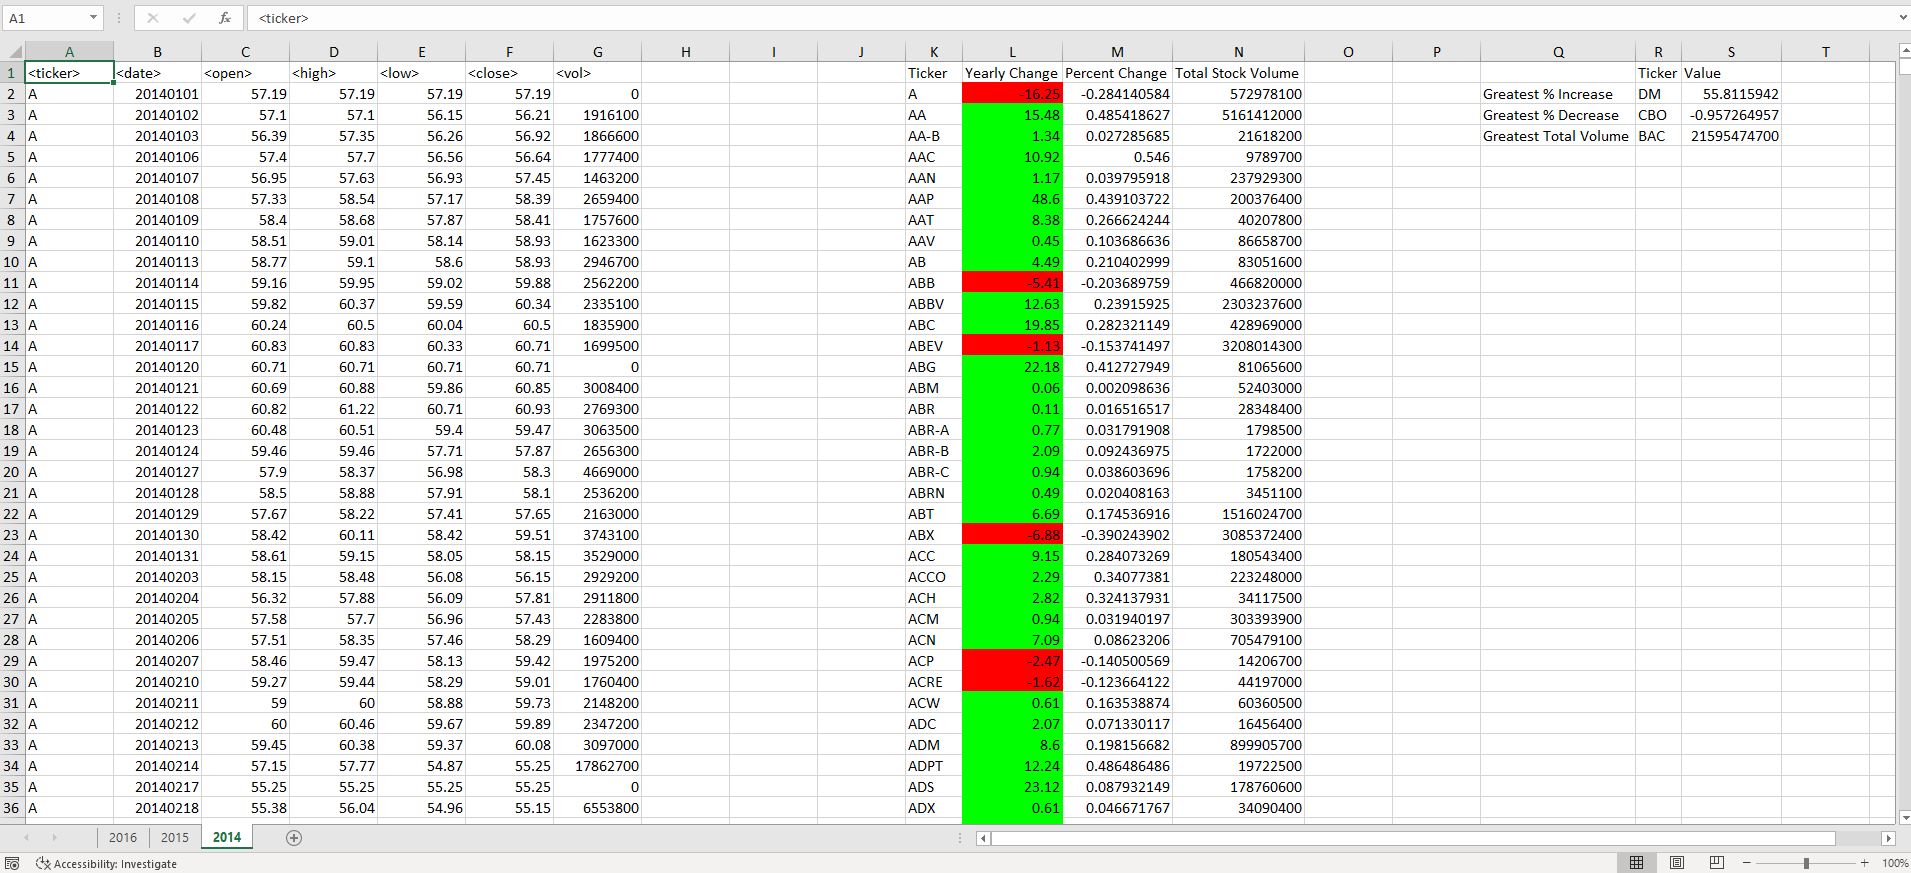 A1 fx <ticker>
A B C D E F G H I J K L M N O P Q R S T
1 <ticker> <date> <open> <high> <low> <close> <vol> Ticker Yearly Change Percent Change Total Stock Volume Ticker Value
2 A 20140101 57.19 57.19 57.19 57.19 0 A -16.25 -0.284140584 572978100 Greatest % Increase DM 55.8115942
3 A 20140102 57.1 57.1 56.15 56.21 1916100 AA 15.48 0.485418627 5161412000 Greatest % Decrease CBO -0.957264957
4 A 20140103 56.39 57.35 56.26 56.92 1866600 AA-B 1.34 0.027285685 21618200 Greatest Total Volume BAC 21595474700
5 A 20140106 57.4 57.7 56.56 56.64 1777400 AAC 10.92 0.546 9789700
6 A 20140107 56.95 57.63 56.93 57.45 1463200 AAN 1.17 0.039795918 237929300
7 A 20140108 57.33 58.54 57.17 58.39 2659400 AAP 48.6 0.439103722 200376400
8 A 20140109 58.4 58.68 57.87 58.41 1757600 AAT 8.38 0.266624244 40207800
9 A 20140110 58.51 59.01 58.14 58.93 1623300 AAV 0.45 0.103686636 86658700
10 A 20140113 58.77 59.1 58.6 58.93 2946700 AB 4.49 0.210402999 83051600
11 A 20140114 59.16 59.95 59.02 59.88 2562200 ABB -5.41 -0.203689759 466820000
12 A 20140115 59.82 60.37 59.59 60.34 2335100 ABBV 12.63 0.23915925 2303237600
13 A 20140116 60.24 60.5 60.04 60.5 1835900 ABC 19.85 0.282321149 428969000
14 A 20140117 60.83 60.83 60.33 60.71 1699500 ABEV -1.13 -0.153741497 3208014300
15 A 20140120 60.71 60.71 60.71 60.71 0 ABG 22.18 0.412727949 81065600
16 A 20140121 60.69 60.88 59.86 60.85 3008400 ABM 0.06 0.002098636 52403000
17 A 20140122 60.82 61.22 60.71 60.93 2769300 ABR 0.11 0.016516517 28348400
18 A 20140123 60.48 60.51 59.4 59.47 3063500 ABR-A 0.77 0.031791908 1798500
19 A 20140124 59.46 59.46 57.71 57.87 2656300 ABR-B 2.09 0.092436975 1722000
20 A 20140127 57.9 58.37 56.98 58.3 4669000 ABR-C 0.94 0.038603696 1758200
21 A 20140128 58.5 58.88 57.91 58.1 2536200 ABRN 0.49 0.020408163 3451100
22 A 20140129 57.67 58.22 57.41 57.65 2163000 ABT 6.69 0.174536916 1516024700
23 A 20140130 58.42 60.11 58.42 59.51 3743100 ABX -6.88 -0.390243902 3085372400
24 A 20140131 58.61 59.15 58.05 58.15 3529000 ACC 9.15 0.284073269 180543400
25 A 20140203 58.15 58.48 56.08 56.15 2929200 ACCO 2.29 0.34077381 223248000
26 A 20140204 56.32 57.88 56.09 57.81 2911800 ACH 2.82 0.324137931 34117500
27 A 20140205 57.58 57.7 56.96 57.43 2283800 ACM 0.94 0.031940197 303393900
28 A 20140206 57.51 58.35 57.46 58.29 1609400 ACN 7.09 0.08623206 705479100
29 A 20140207 58.46 59.47 58.13 59.42 1975200 ACP -2.47 -0.140500569 14206700
30 A 20140210 59.27 59.44 58.29 59.01 1760400 ACRE -1.62 -0.123664122 44197000
31 A 20140211 59 60 58.88 59.73 2148200 ACW 0.61 0.163538874 60360500
32 A 20140212 60 60.46 59.67 59.89 2347200 ADC 2.07 0.071330117 16456400
33 A 20140213 59.45 60.38 59.37 60.08 3097000 ADM 8.6 0.198156682 899905700
34 A 20140214 57.15 57.77 54.87 55.25 17862700 ADPT 12.24 0.486486486 19722500
35 A 20140217 55.25 55.25 55.25 55.25 0 ADS 23.12 0.087932149 178760600
36 A 20140218 55.38 56.04 54.96 55.15 6553800 ADX 0.61 0.046671767 34090400
2016 2015 2014
Accessibility: Investigate 100%